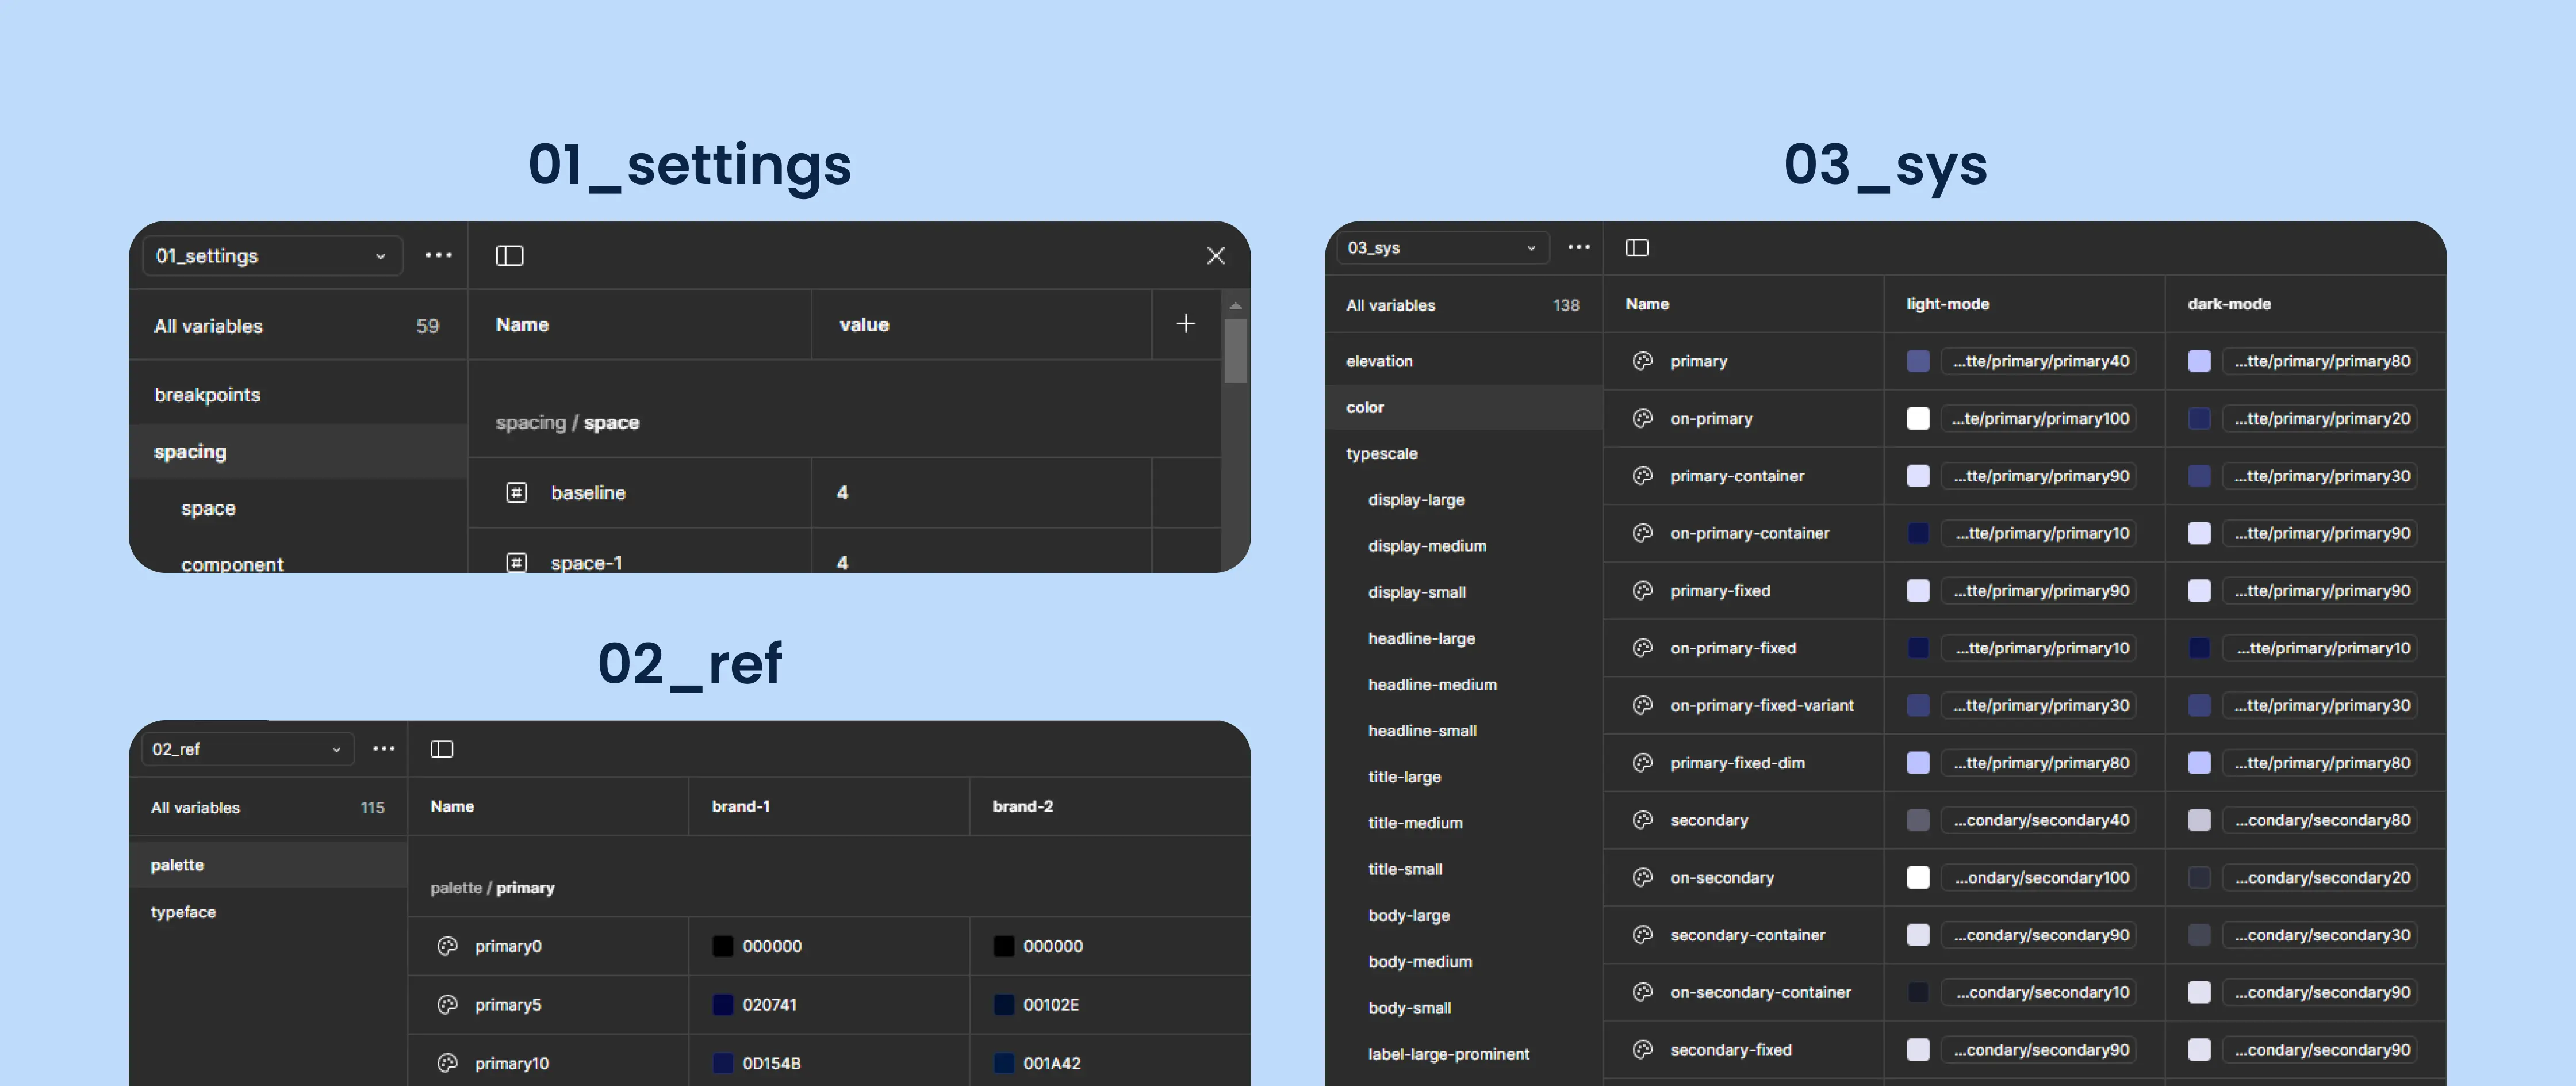 01_settings
01_settings
All variables 59
breakpoints
spacing
space
component
Name value
spacing / space
baseline 4
space-1 4
02_ref
02_ref
All variables 115
palette
typeface
Name brand-1 brand-2
palette / primary
primary0 000000 000000
primary5 020741 00102E
primary10 0D154B 001A42
03_sys
03_sys
All variables 138
elevation
color
typescale
display-large
display-medium
display-small
headline-large
headline-medium
headline-small
title-large
title-medium
title-small
body-large
body-medium
body-small
label-large-prominent
Name light-mode dark-mode
primary ...tte/primary/primary40 ...tte/primary/primary80
on-primary ...te/primary/primary100 ...tte/primary/primary20
primary-container ...tte/primary/primary90 ...tte/primary/primary30
on-primary-container ...tte/primary/primary10 ...tte/primary/primary90
primary-fixed ...tte/primary/primary90 ...tte/primary/primary90
on-primary-fixed ...tte/primary/primary10 ...tte/primary/primary10
on-primary-fixed-variant ...tte/primary/primary30 ...tte/primary/primary30
primary-fixed-dim ...tte/primary/primary80 ...tte/primary/primary80
secondary ...condary/secondary40 ...condary/secondary80
on-secondary ...ondary/secondary100 ...condary/secondary20
secondary-container ...condary/secondary90 ...condary/secondary30
on-secondary-container ...condary/secondary10 ...condary/secondary90
secondary-fixed ...condary/secondary90 ...condary/secondary90